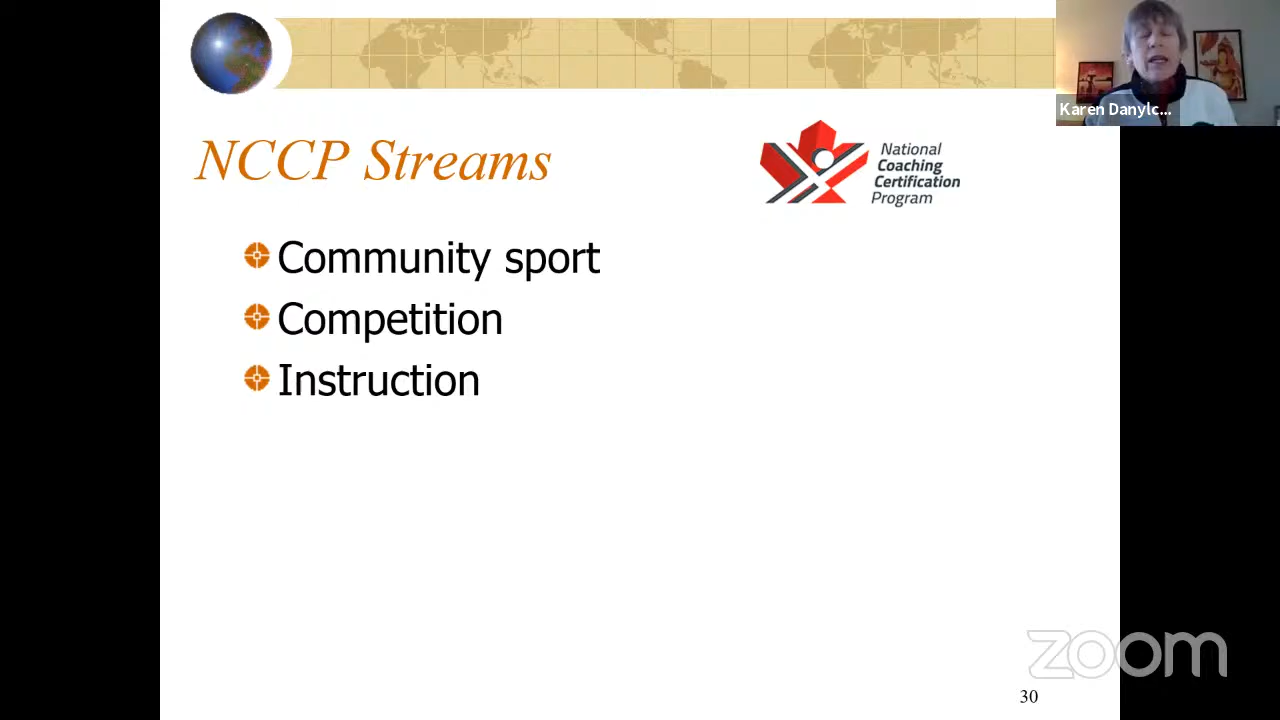 Karen Danylc...
NCCP Streams
National
Coaching
Certification
Program
Community sport
Competition
Instruction
zoom
30